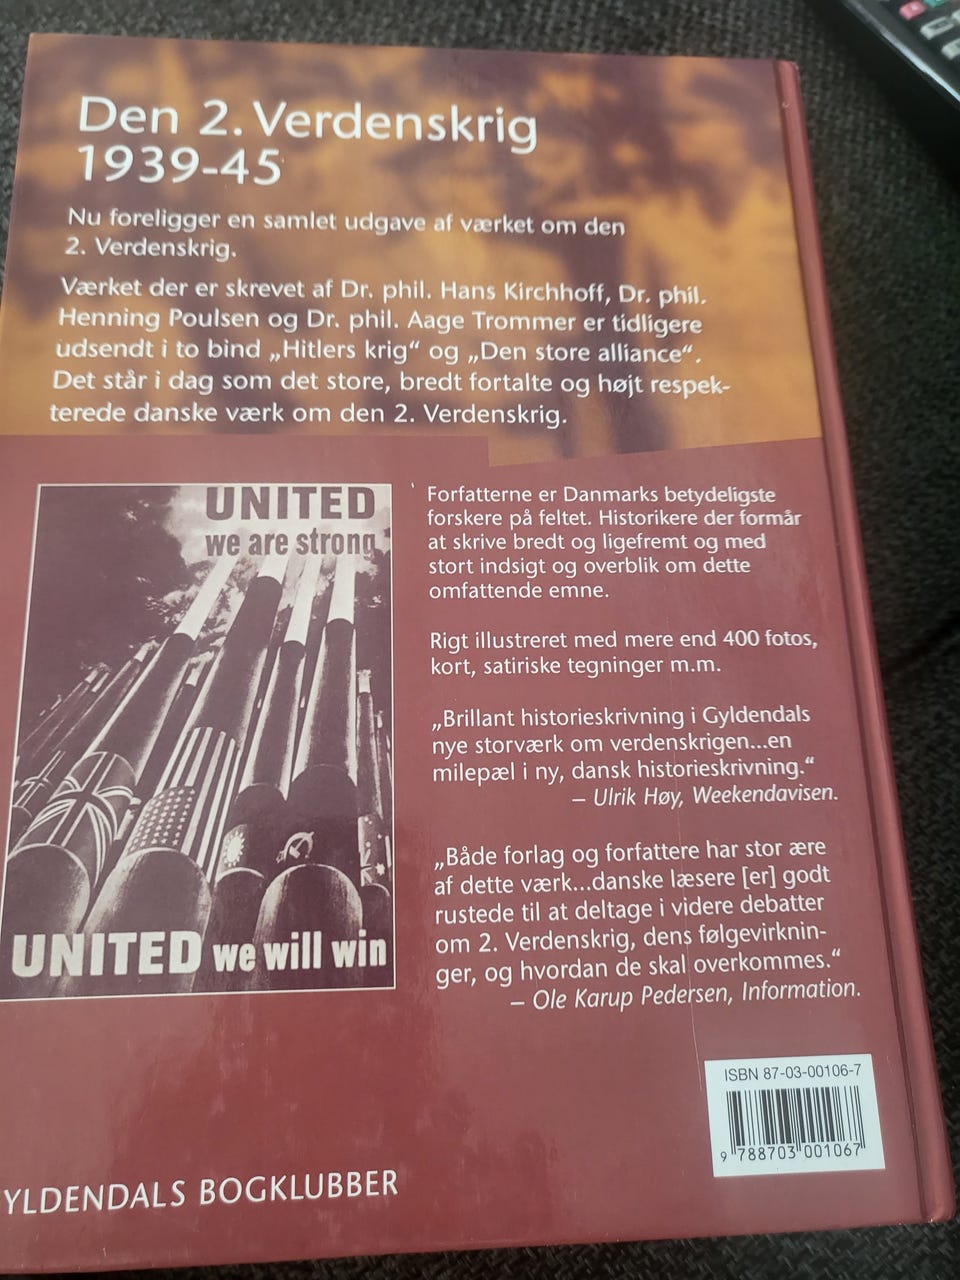 Den 2. Verdenskrig
1939-45
Nu foreligger en samlet udgave af værket om den
2. Verdenskrig.
Værket der er skrevet af Dr. phil. Hans Kirchhoff, Dr. phil.
Henning Poulsen og Dr. phil. Aage Trommer er tidligere
udsendt i to bind „Hitlers krig“ og „Den store alliance“.
Det står i dag som det store, bredt fortalte og højt respek-
terede danske værk om den 2. Verdenskrig.
UNITED
we are strong
UNITED we will win
Forfatterne er Danmarks betydeligste
forskere på feltet. Historikere der formår
at skrive bredt og ligefremt og med
stort indsigt og overblik om dette
omfattende emne.
Rigt illustreret med mere end 400 fotos,
kort, satiriske tegninger m.m.
„Brillant historieskrivning i Gyldendals
nye storværk om verdenskrigen...en
milepæl i ny, dansk historieskrivning.“
– Ulrik Høy, Weekendavisen.
„Både forlag og forfattere har stor ære
af dette værk...danske læsere [er] godt
rustede til at deltage i videre debatter
om 2. Verdenskrig, dens følgevirknin-
ger, og hvordan de skal overkommes.“
– Ole Karup Pedersen, Information.
ISBN 87-03-00106-7
9 788703 001067
YLDENDALS BOGKLUBBER